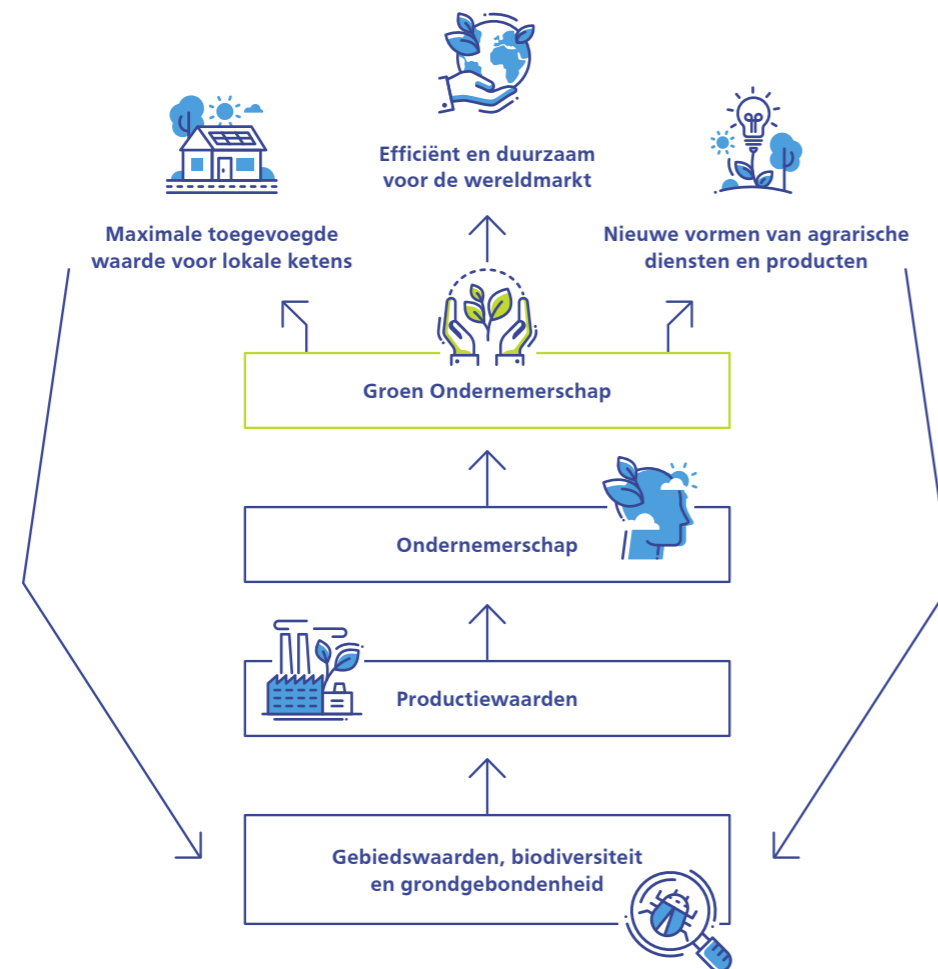 Efficiënt en duurzaam
voor de wereldmarkt
Maximale toegevoegde
waarde voor lokale ketens
Nieuwe vormen van agrarische
diensten en producten
Groen Ondernemerschap
Ondernemerschap
Productiewaarden
Gebiedswaarden, biodiversiteit
en grondgebondenheid